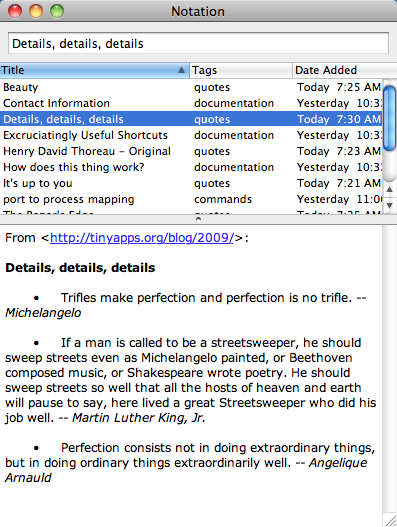 Notation
Details, details, details
Title Tags Date Added
Beauty quotes Today 7:25 AM
Contact Information documentation Yesterday 10:3
Details, details, details quotes Today 7:30 AM
Excruciatingly Useful Shortcuts documentation Yesterday 10:3
Henry David Thoreau – Original quotes Today 7:23 AM
How does this thing work? documentation Yesterday 10:3
It's up to you quotes Today 7:21 AM
port to process mapping commands Yesterday 11:0
The Razor's Edge quotes Today 7:25 AM
From <http://tinyapps.org/blog/2009/>:
Details, details, details
• Trifles make perfection and perfection is no trifle. --
Michelangelo
• If a man is called to be a streetsweeper, he should
sweep streets even as Michelangelo painted, or Beethoven
composed music, or Shakespeare wrote poetry. He should
sweep streets so well that all the hosts of heaven and earth
will pause to say, here lived a great Streetsweeper who did his
job well. -- Martin Luther King, Jr.
• Perfection consists not in doing extraordinary things,
but in doing ordinary things extraordinarily well. -- Angelique
Arnauld